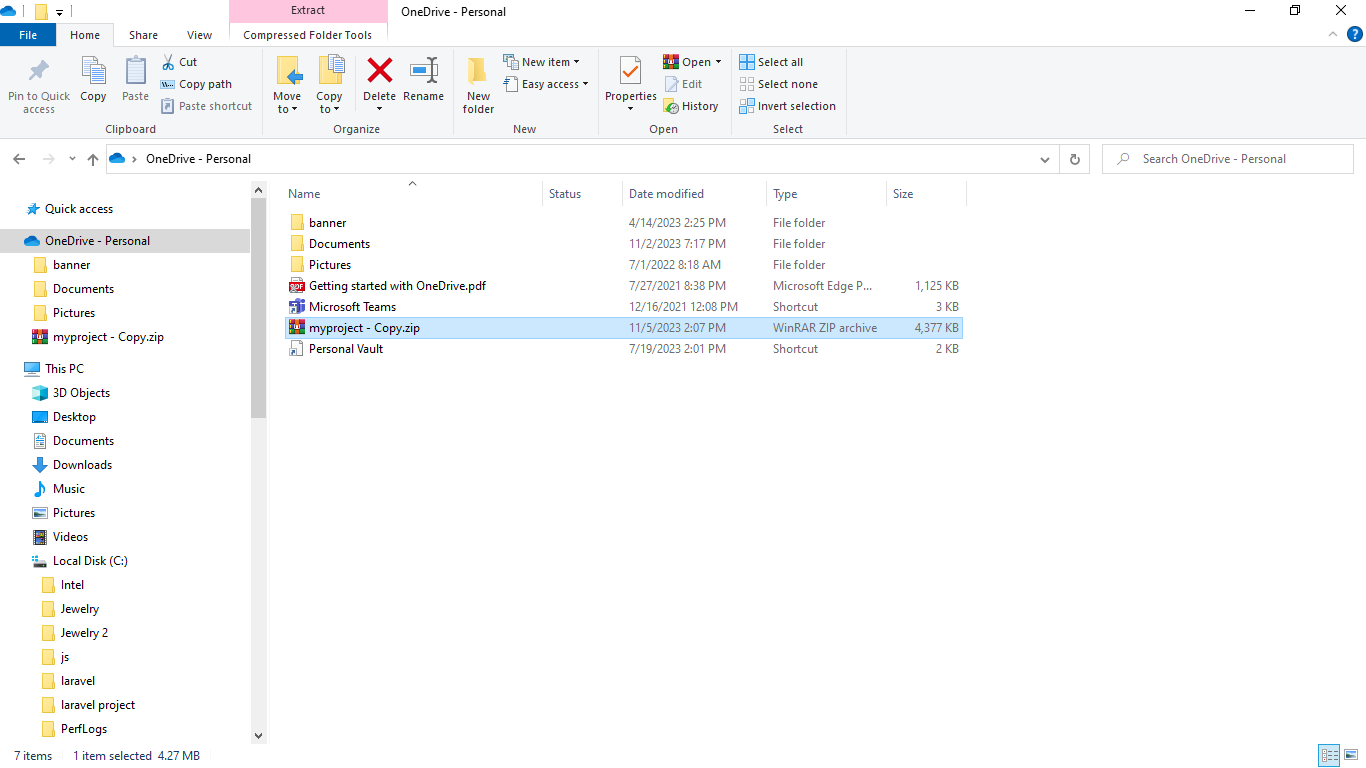 Extract
OneDrive - Personal
File
Home
Share
View
Compressed Folder Tools
Pin to Quick access
Copy
Paste
Cut
Copy path
Paste shortcut
Clipboard
Move to
Copy to
Delete
Rename
Organize
New folder
New item
Easy access
New
Properties
Open
Edit
History
Open
Select all
Select none
Invert selection
Select
OneDrive - Personal
Search OneDrive - Personal
Quick access
OneDrive - Personal
banner
Documents
Pictures
myproject - Copy.zip
This PC
3D Objects
Desktop
Documents
Downloads
Music
Pictures
Videos
Local Disk (C:)
Intel
Jewelry
Jewelry 2
js
laravel
laravel project
PerfLogs
Name Status Date modified Type Size
banner 4/14/2023 2:25 PM File folder
Documents 11/2/2023 7:17 PM File folder
Pictures 7/1/2022 8:18 AM File folder
Getting started with OneDrive.pdf 7/27/2021 8:38 PM Microsoft Edge P... 1,125 KB
Microsoft Teams 12/16/2021 12:08 PM Shortcut 3 KB
myproject - Copy.zip 11/5/2023 2:07 PM WinRAR ZIP archive 4,377 KB
Personal Vault 7/19/2023 2:01 PM Shortcut 2 KB
7 items 1 item selected 4.27 MB